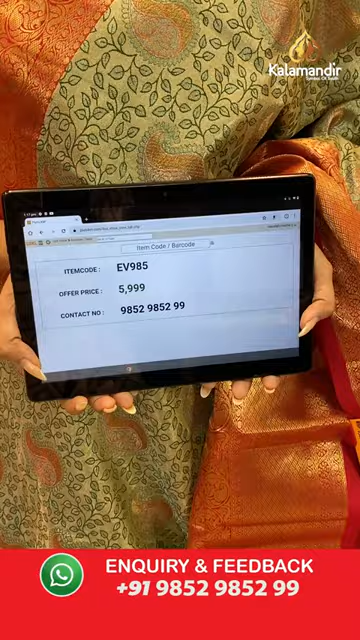 Kalamandir
Item Code / Barcode
ITEMCODE : EV985
OFFER PRICE : 5,999
CONTACT NO : 9852 9852 99
ENQUIRY & FEEDBACK
+91 9852 9852 99